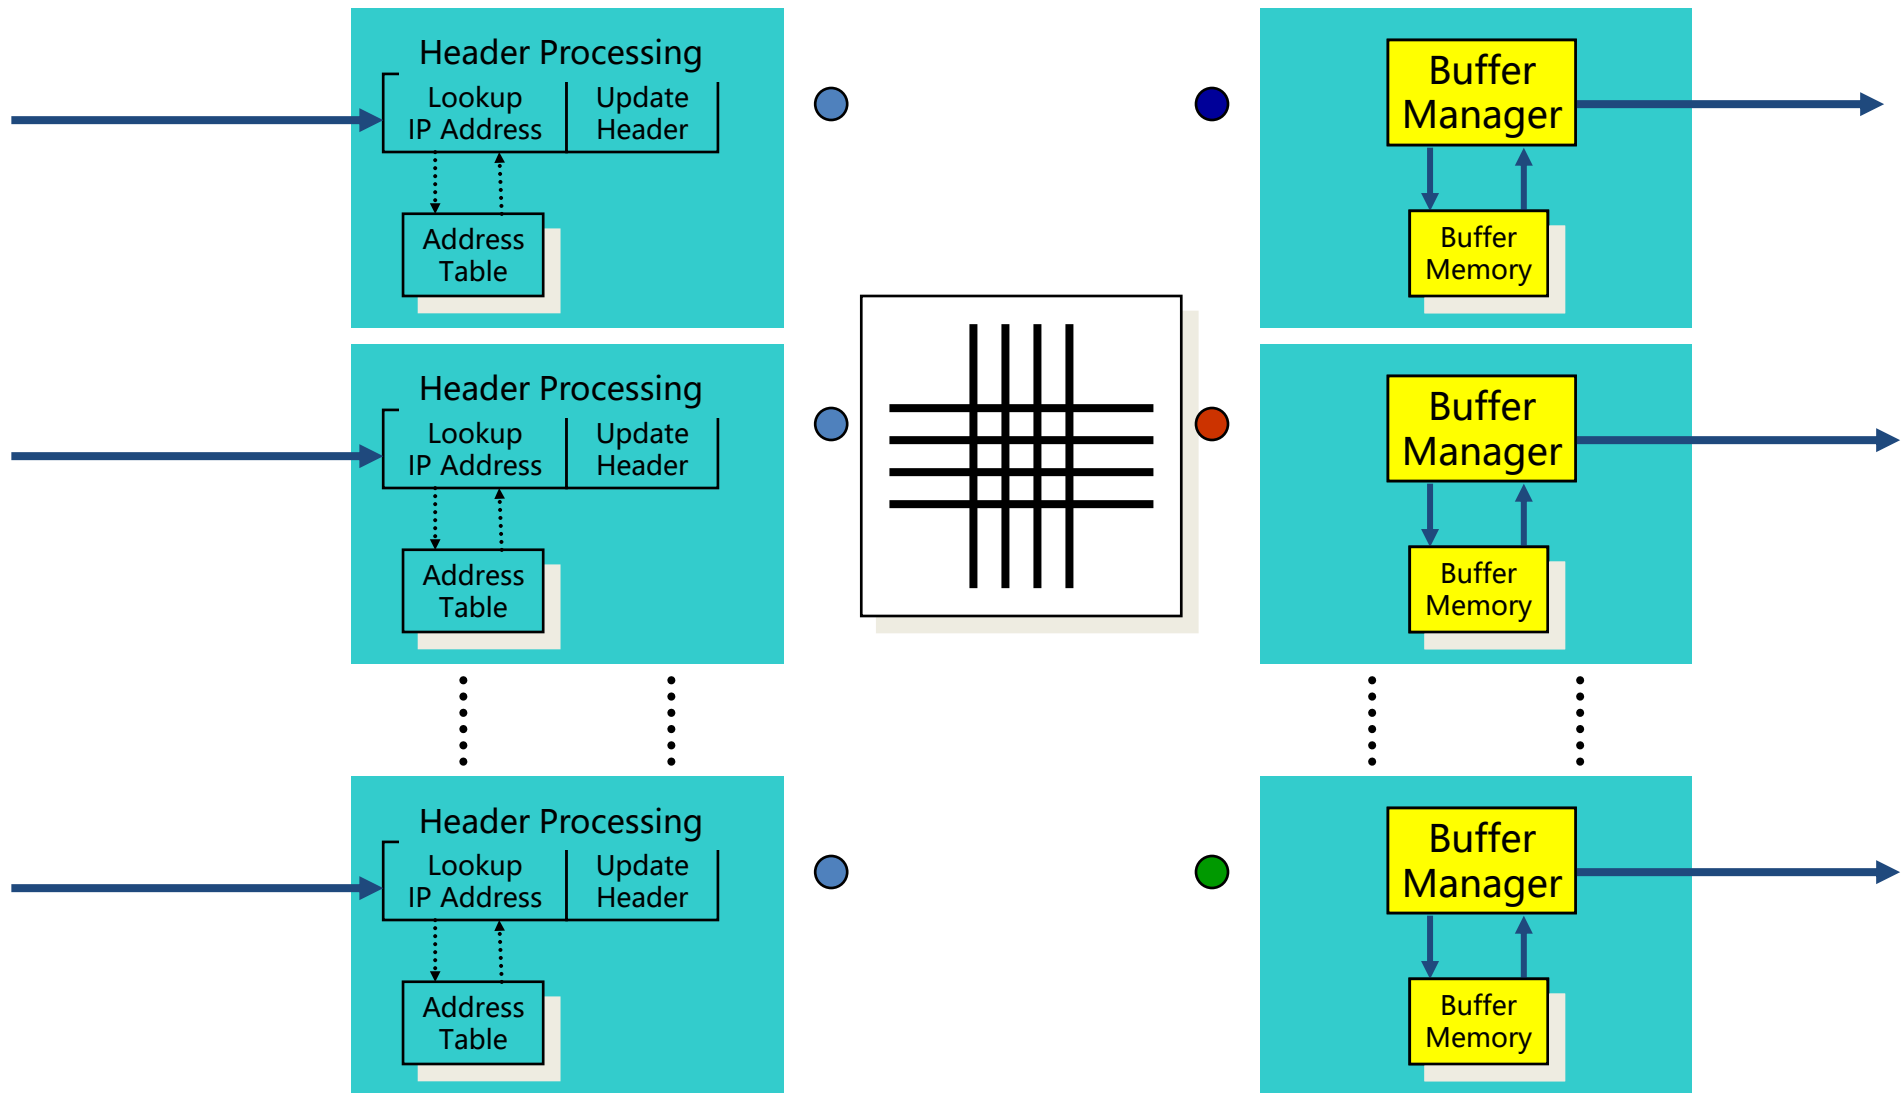 Header Processing
Lookup
IP Address
Update
Header
Address
Table
Buffer
Manager
Buffer
Memory
Header Processing
Lookup
IP Address
Update
Header
Address
Table
Buffer
Manager
Buffer
Memory
Header Processing
Lookup
IP Address
Update
Header
Address
Table
Buffer
Manager
Buffer
Memory